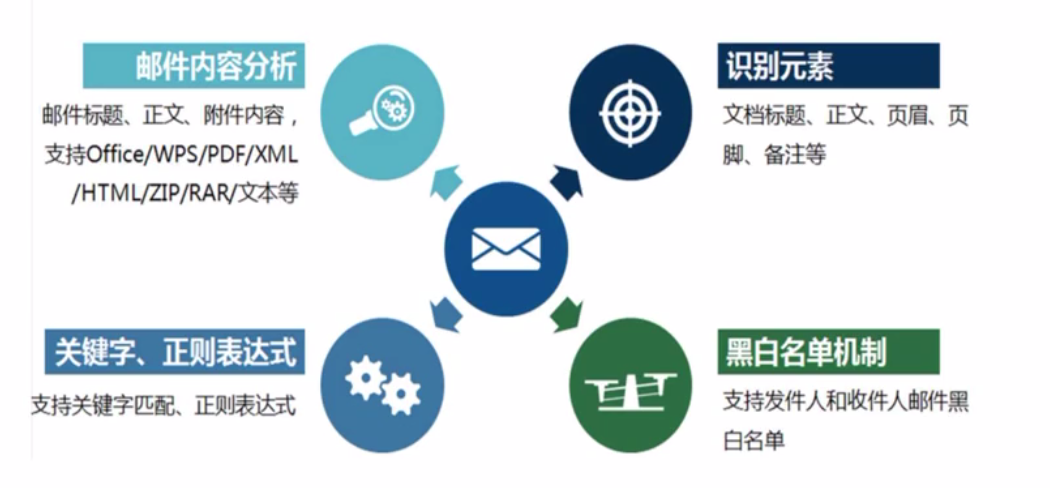 邮件内容分析
邮件标题、正文、附件内容，
支持Office/WPS/PDF/XML
/HTML/ZIP/RAR/文本等
识别元素
文档标题、正文、页眉、页
脚、备注等
关键字、正则表达式
支持关键字匹配、正则表达式
黑白名单机制
支持发件人和收件人邮件黑
白名单